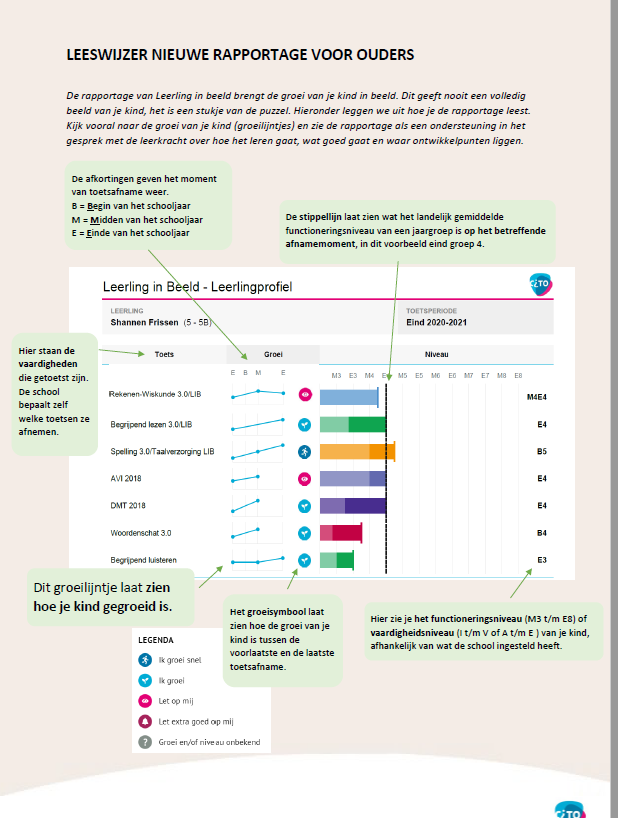 LEESWIJZER NIEUWE RAPPORTAGE VOOR OUDERS
De rapportage van Leerling in beeld brengt de groei van je kind in beeld. Dit geeft nooit een volledig
beeld van je kind, het is een stukje van de puzzel. Hieronder leggen we uit hoe je de rapportage leest.
Kijk vooral naar de groei van je kind (groeilijntjes) en zie de rapportage als een ondersteuning in het
gesprek met de leerkracht over hoe het leren gaat, wat goed gaat en waar ontwikkelpunten liggen.
De afkortingen geven het moment
van toetsafname weer.
B = Begin van het schooljaar
M = Midden van het schooljaar
E = Einde van het schooljaar
De stippellijn laat zien wat het landelijk gemiddelde
functioneringsniveau van een jaargroep is op het betreffende
afnamemoment, in dit voorbeeld eind groep 4.
Leerling in Beeld - Leerlingprofiel
CITO
LEERLING
Shannen Frissen (5 - 5B)
TOETSPERIODE
Eind 2020-2021
Hier staan de
vaardigheden
die getoetst zijn.
De school
bepaalt zelf
welke toetsen ze
afnemen.
Toets Groei Niveau
E B M E M3 E3 M4 E M5 E5 M6 E6 M7 E7 M8 E8
Rekenen-Wiskunde 3.0/LIB M4E4
Begrijpend lezen 3.0/LIB E4
Spelling 3.0/Taalverzorging LIB B5
AVI 2018 E4
DMT 2018 E4
Woordenschat 3.0 B4
Begrijpend luisteren E3
Dit groeilijntje laat zien
hoe je kind gegroeid is.
Het groeisymbool laat
zien hoe de groei van je
kind is tussen de
voorlaatste en de laatste
toetsafname.
Hier zie je het functioneringsniveau (M3 t/m E8) of
vaardigheidsniveau (I t/m V of A t/m E ) van je kind,
afhankelijk van wat de school ingesteld heeft.
LEGENDA
Ik groei snel
Ik groei
Let op mij
Let extra goed op mij
? Groei en/of niveau onbekend
CITO